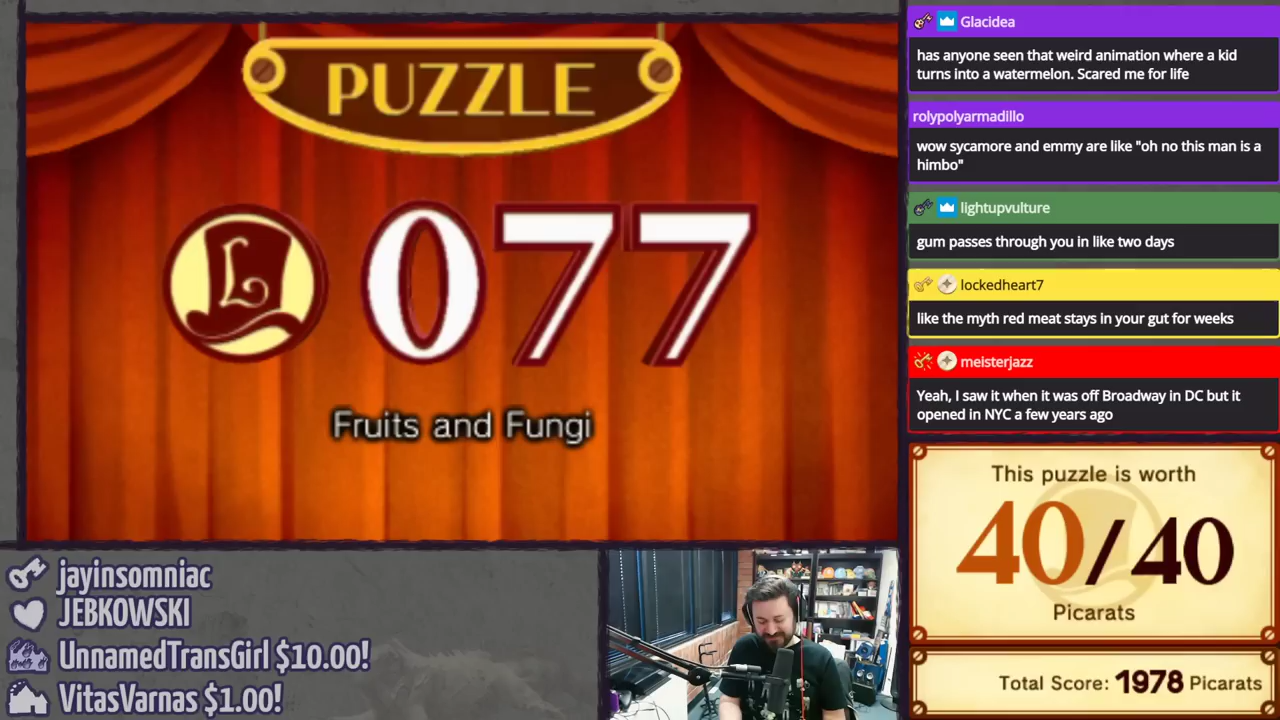 PUZZLE
L 077
Fruits and Fungi
Glacidea
has anyone seen that weird animation where a kid
turns into a watermelon. Scared me for life
rolypolyarmadillo
wow sycamore and emmy are like "oh no this man is a
himbo"
lightupvulture
gum passes through you in like two days
lockedheart7
like the myth red meat stays in your gut for weeks
meisterjazz
Yeah, I saw it when it was off Broadway in DC but it
opened in NYC a few years ago
This puzzle is worth
40/40
Picarats
Total Score: 1978 Picarats
jayinsomniac
JEBKOWSKI
UnnamedTransGirl $10.00!
VitasVarnas $1.00!